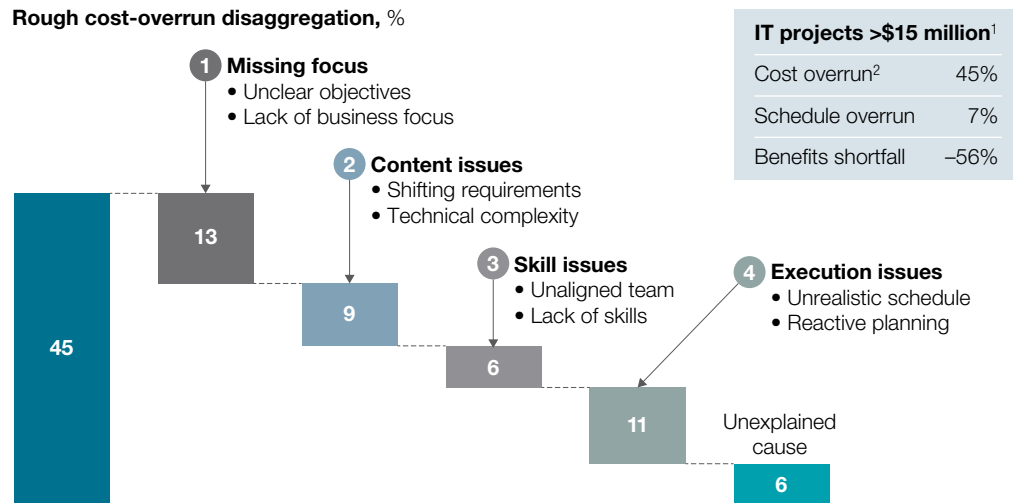 Rough cost-overrun disaggregation, %
IT projects >$15 million¹
Cost overrun² 45%
Schedule overrun 7%
Benefits shortfall –56%
1 Missing focus
• Unclear objectives
• Lack of business focus
2 Content issues
• Shifting requirements
• Technical complexity
3 Skill issues
• Unaligned team
• Lack of skills
4 Execution issues
• Unrealistic schedule
• Reactive planning
45
13
9
6
11
Unexplained
cause
6